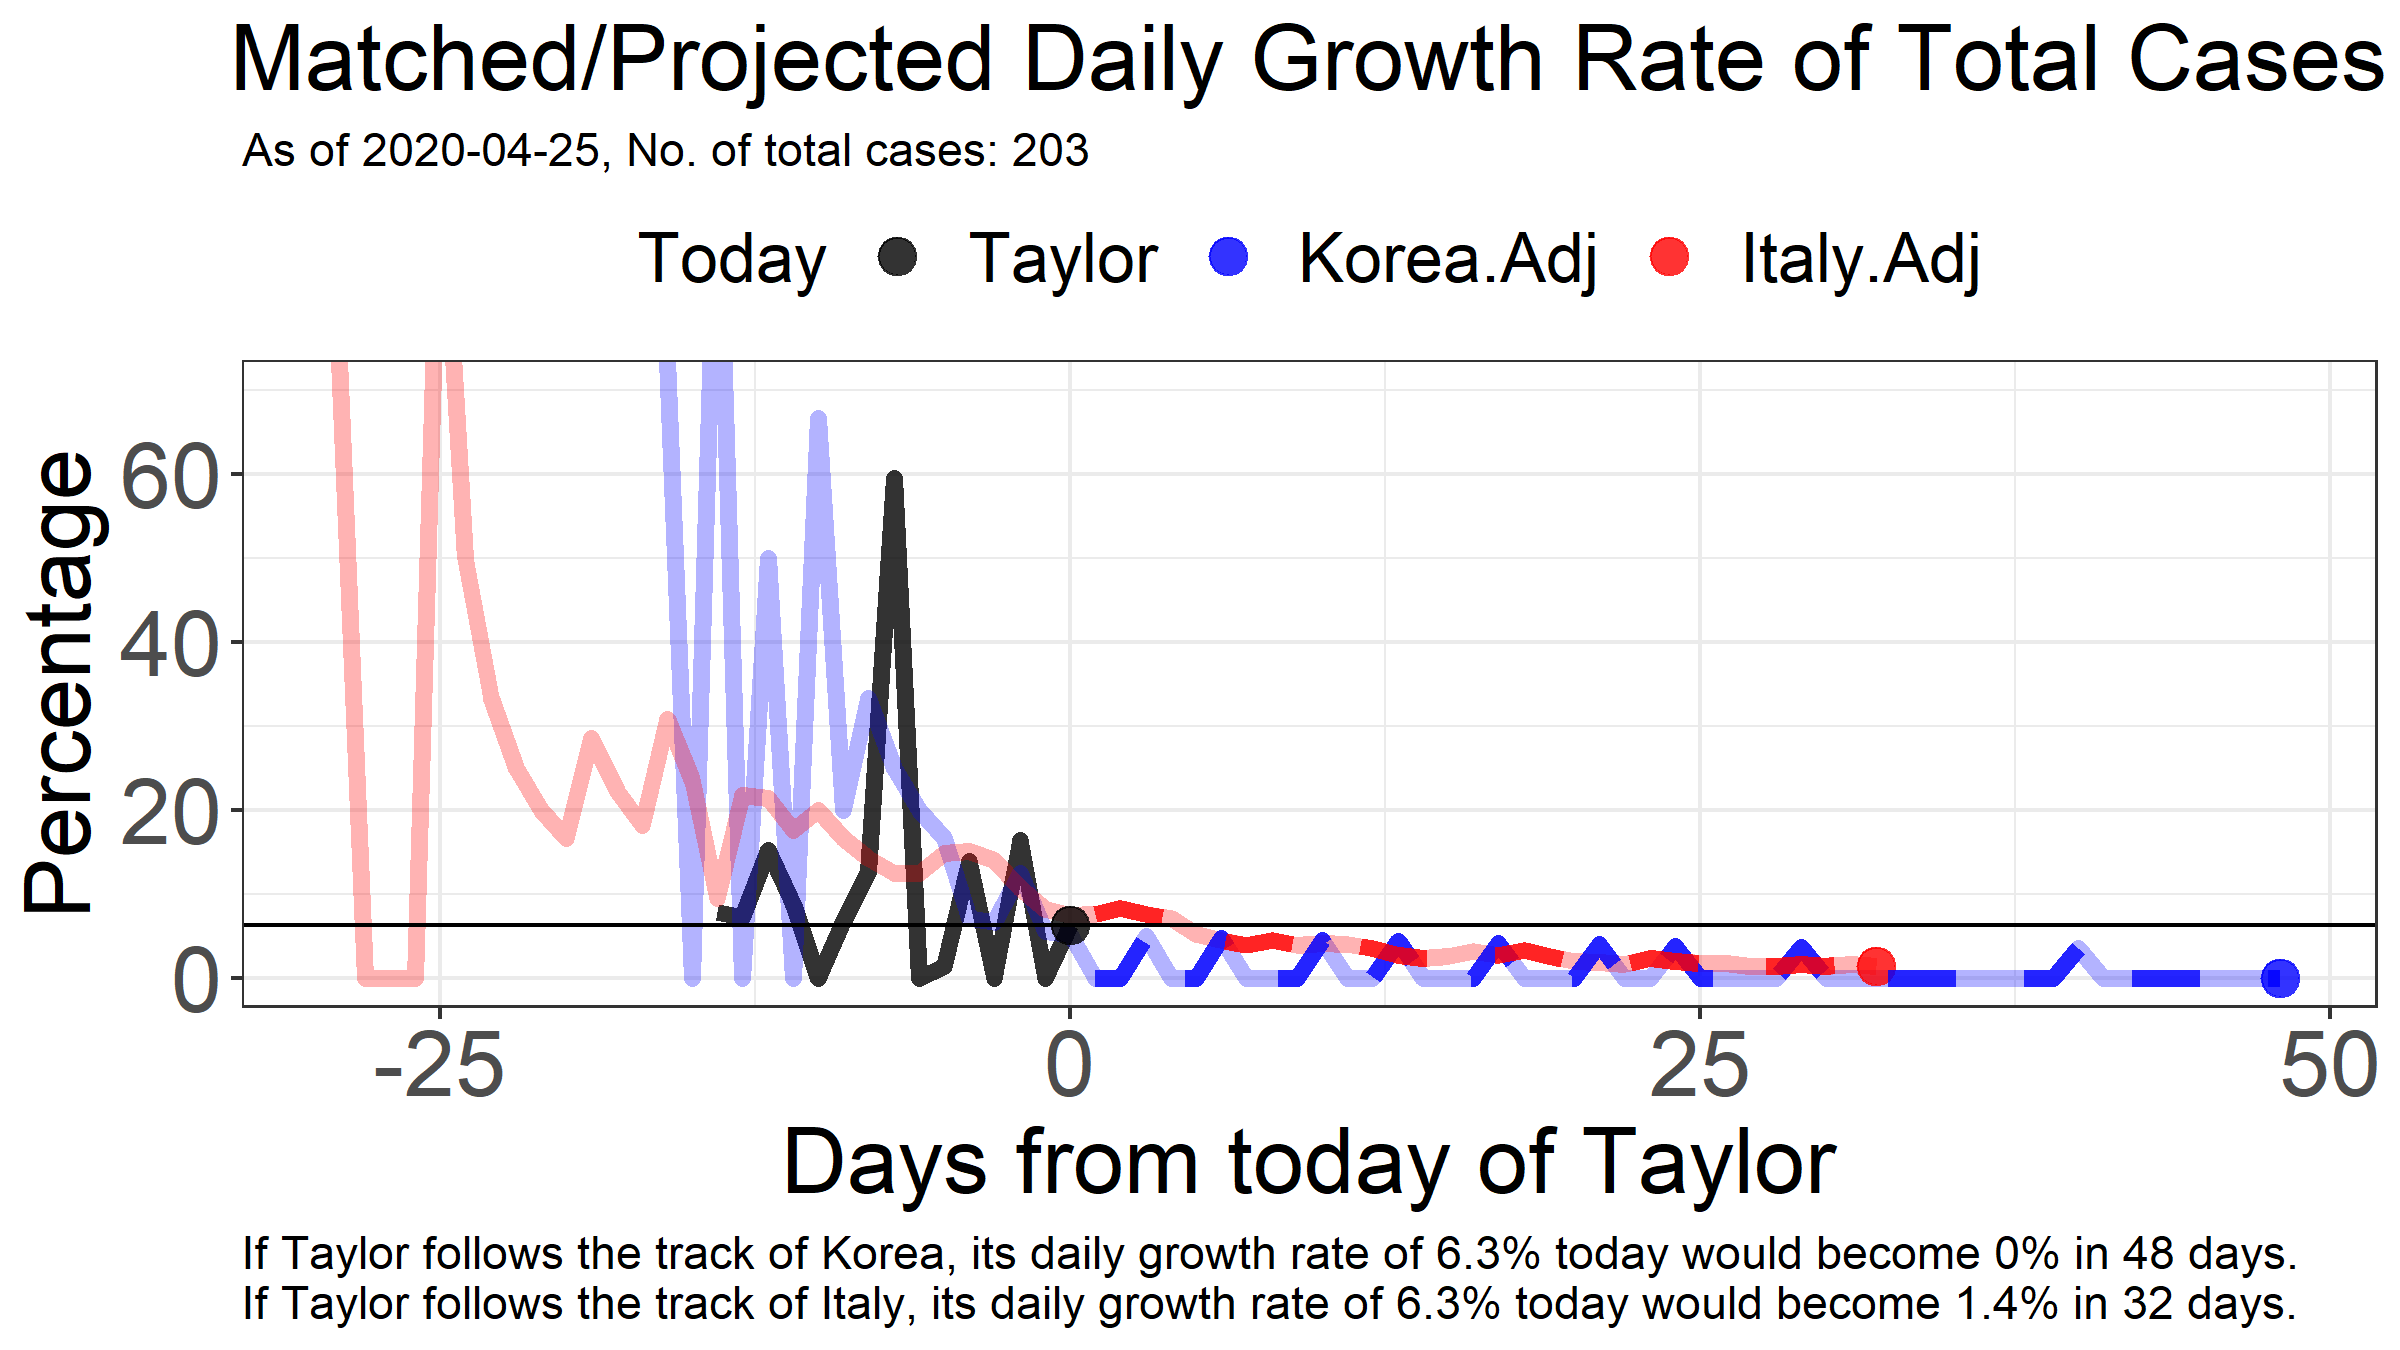 Matched/Projected Daily Growth Rate of Total Cases
As of 2020-04-25, No. of total cases: 203
Today Taylor Korea.Adj Italy.Adj
Percentage
60
40
20
0
-25 0 25 50
Days from today of Taylor
If Taylor follows the track of Korea, its daily growth rate of 6.3% today would become 0% in 48 days.
If Taylor follows the track of Italy, its daily growth rate of 6.3% today would become 1.4% in 32 days.